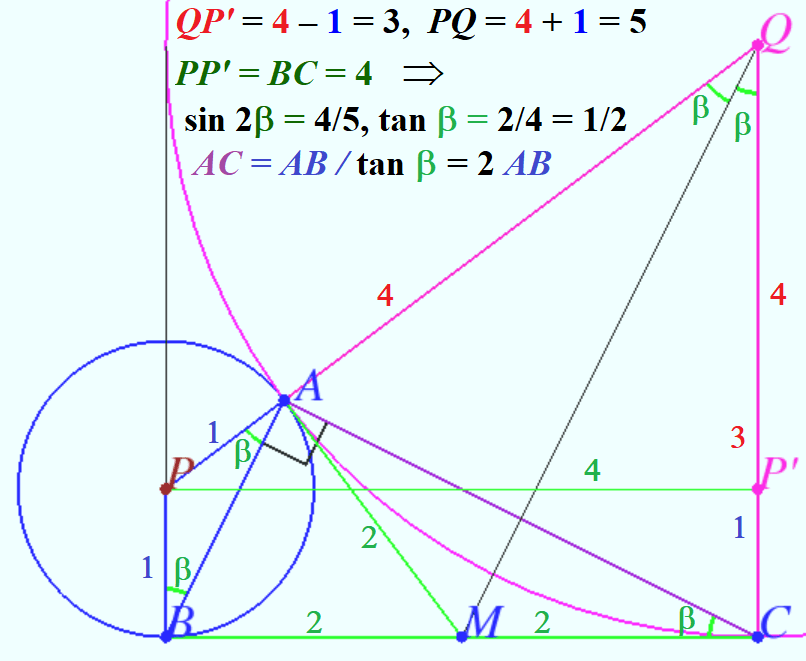 QP' = 4 – 1 = 3, PQ = 4 + 1 = 5
PP' = BC = 4 ⇒
sin 2β = 4/5, tan β = 2/4 = 1/2
AC = AB / tan β = 2 AB
Q
β
β
4
4
A
1
β
3
P
4
P'
2
1
1
β
B
2
M
2
β
C